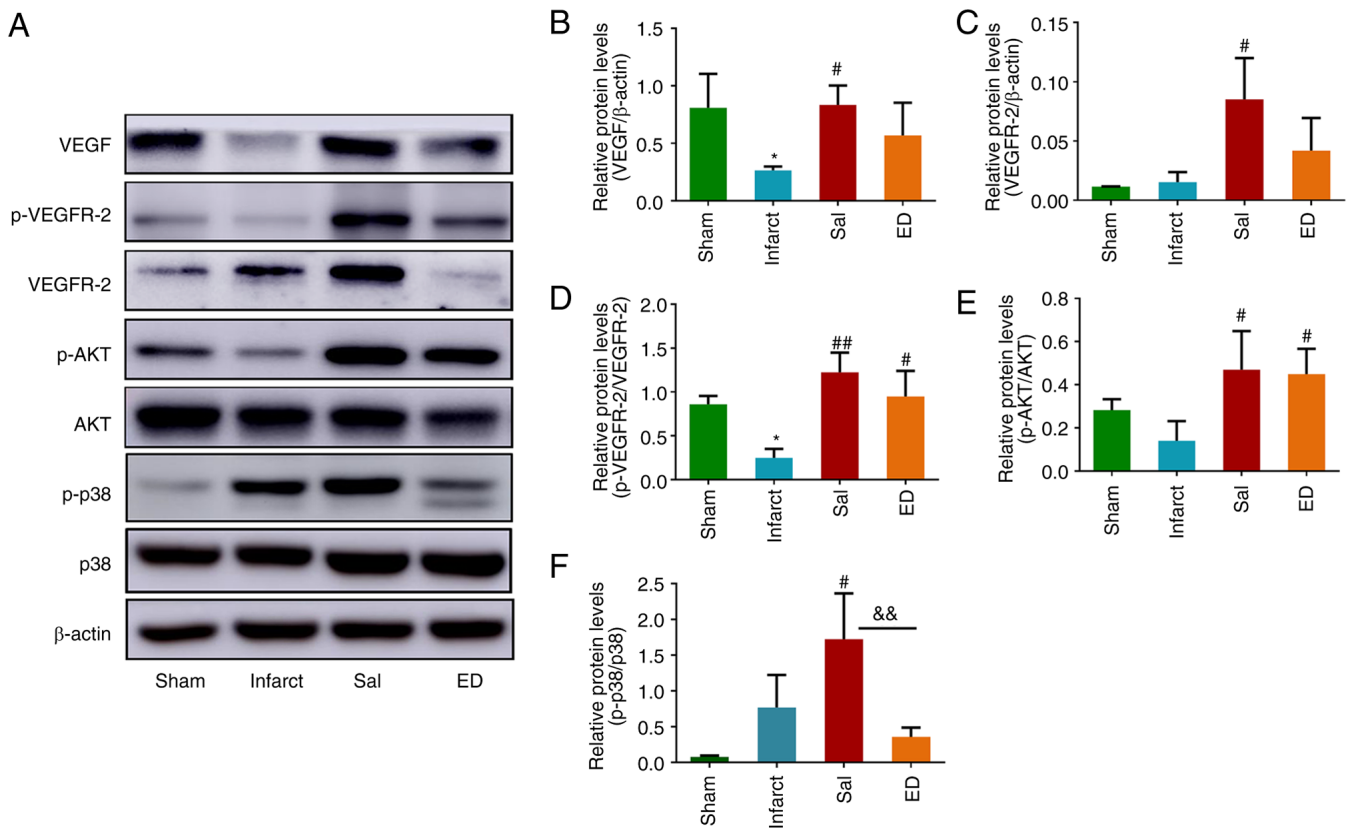 A
VEGF
p-VEGFR-2
VEGFR-2
p-AKT
AKT
p-p38
p38
β-actin
Sham Infarct Sal ED
B
Relative protein levels
(VEGF/β-actin)
1.5
1.0
0.5
0.0
*
#
Sham Infarct Sal ED
C
Relative protein levels
(VEGFR-2/β-actin)
0.15
0.10
0.05
0.00
#
Sham Infarct Sal ED
D
Relative protein levels
(p-VEGFR-2/VEGFR-2)
2.0
1.5
1.0
0.5
0.0
*
##
#
Sham Infarct Sal ED
E
Relative protein levels
(p-AKT/AKT)
0.8
0.6
0.4
0.2
0.0
#
#
Sham Infarct Sal ED
F
Relative protein levels
(p-p38/p38)
2.5
2.0
1.5
1.0
0.5
0.0
#
&&
Sham Infarct Sal ED